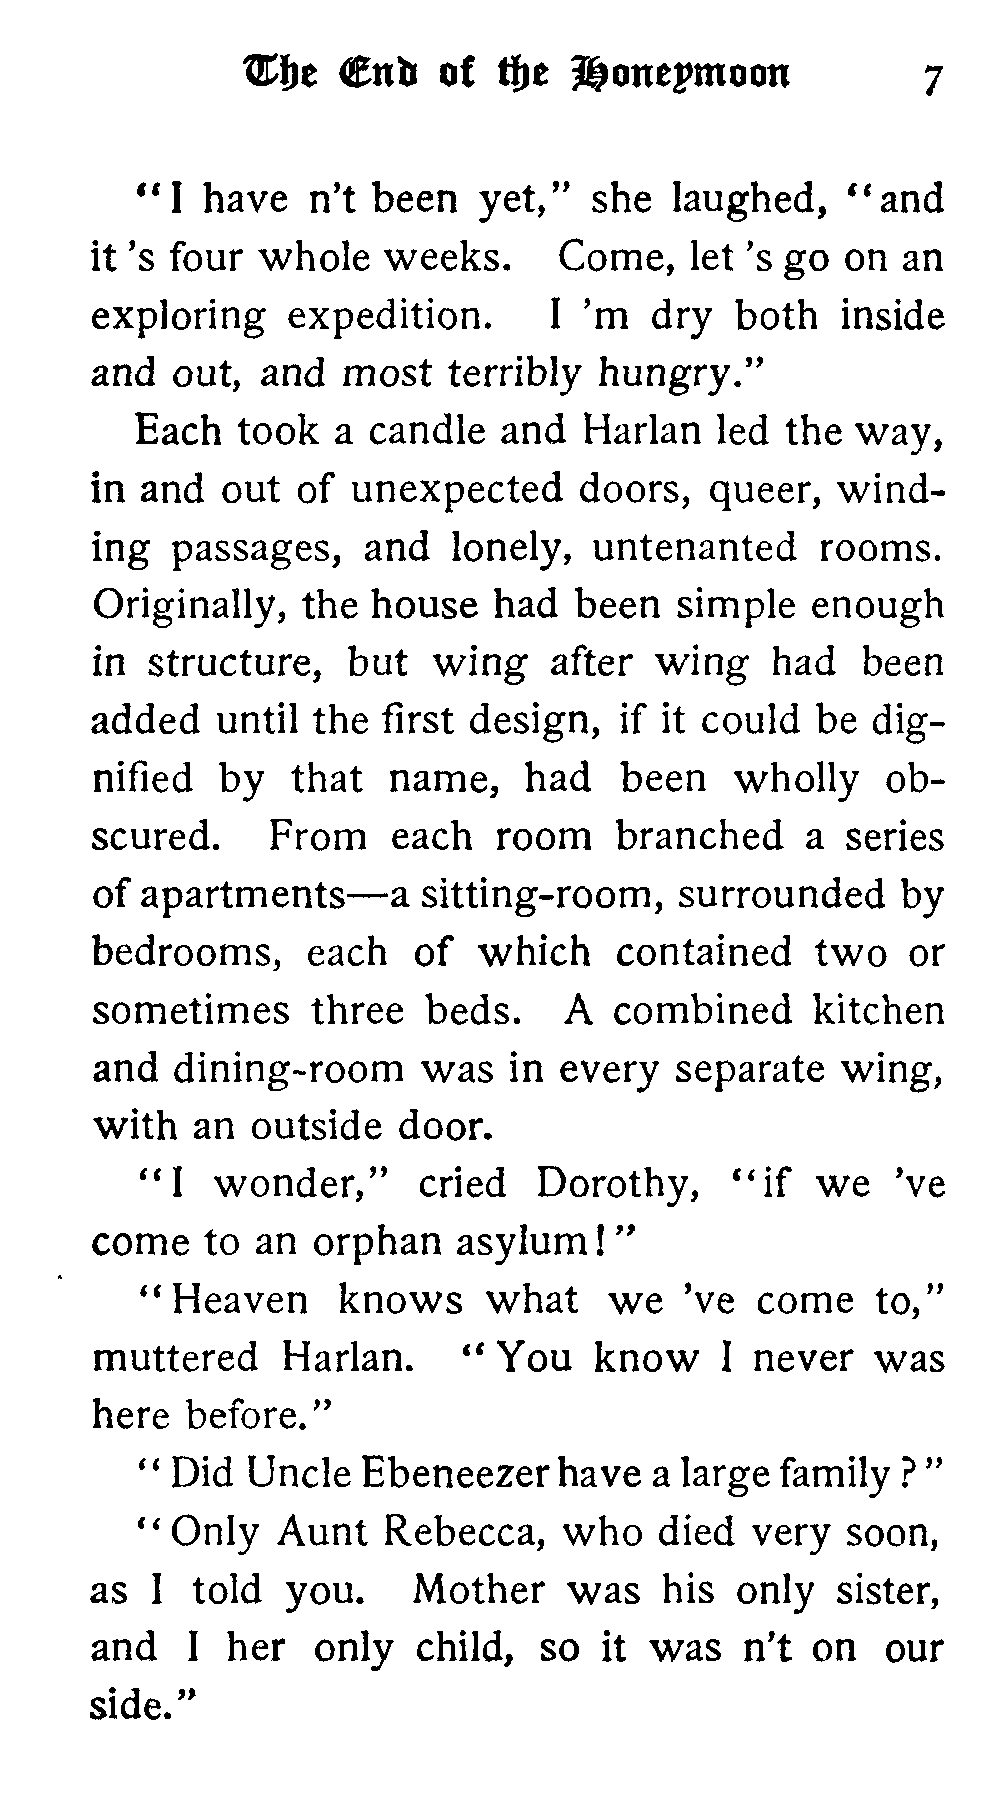 The End of the Honeymoon 7
"I have n't been yet," she laughed, "and
it 's four whole weeks. Come, let 's go on an
exploring expedition. I 'm dry both inside
and out, and most terribly hungry."
Each took a candle and Harlan led the way,
in and out of unexpected doors, queer, wind-
ing passages, and lonely, untenanted rooms.
Originally, the house had been simple enough
in structure, but wing after wing had been
added until the first design, if it could be dig-
nified by that name, had been wholly ob-
scured. From each room branched a series
of apartments—a sitting-room, surrounded by
bedrooms, each of which contained two or
sometimes three beds. A combined kitchen
and dining-room was in every separate wing,
with an outside door.
"I wonder," cried Dorothy, "if we 've
come to an orphan asylum!"
"Heaven knows what we 've come to,"
muttered Harlan. "You know I never was
here before."
"Did Uncle Ebeneezer have a large family?"
"Only Aunt Rebecca, who died very soon,
as I told you. Mother was his only sister,
and I her only child, so it was n't on our
side."